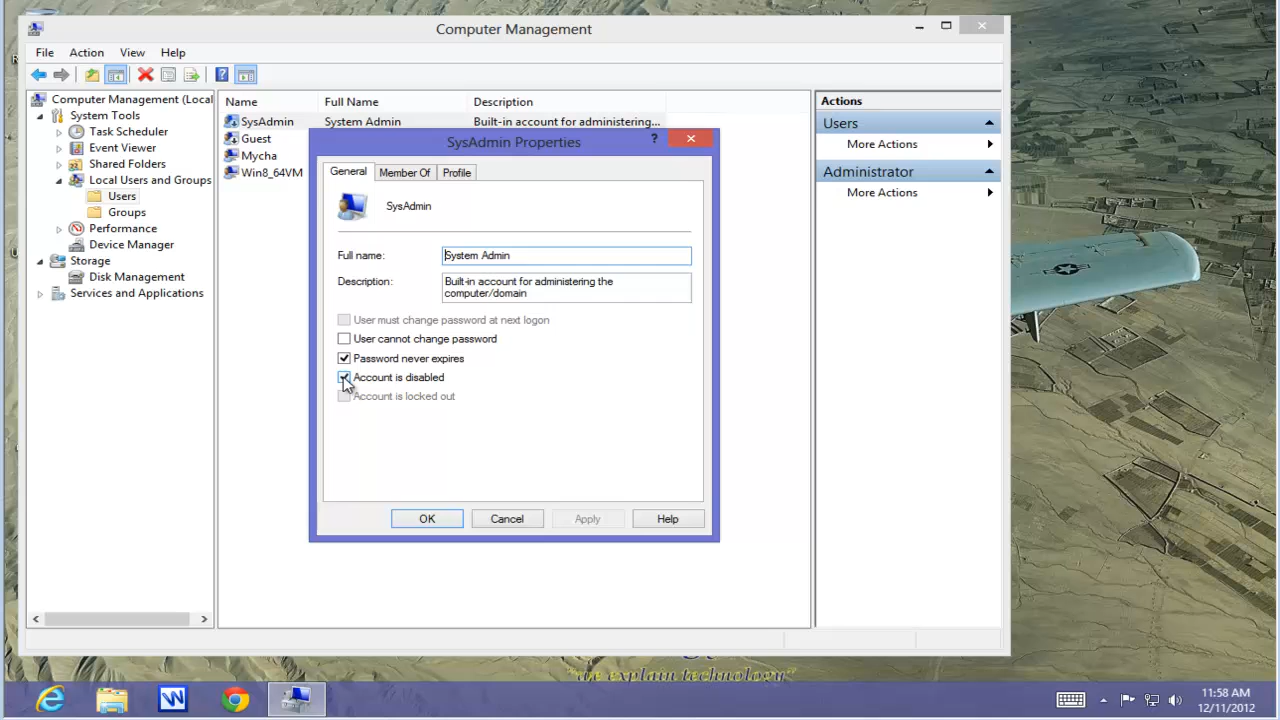 Computer Management
File Action View Help
Computer Management (Local
System Tools
Task Scheduler
Event Viewer
Shared Folders
Local Users and Groups
Users
Groups
Performance
Device Manager
Storage
Disk Management
Services and Applications
Name Full Name Description
SysAdmin System Admin Built-in account for administering...
Guest
Mycha
Win8_64VM
Actions
Users
More Actions
Administrator
More Actions
SysAdmin Properties
General Member Of Profile
SysAdmin
Full name: System Admin
Description: Built-in account for administering the
computer/domain
User must change password at next logon
User cannot change password
Password never expires
Account is disabled
Account is locked out
OK Cancel Apply Help
explain technology"
11:58 AM
12/11/2012